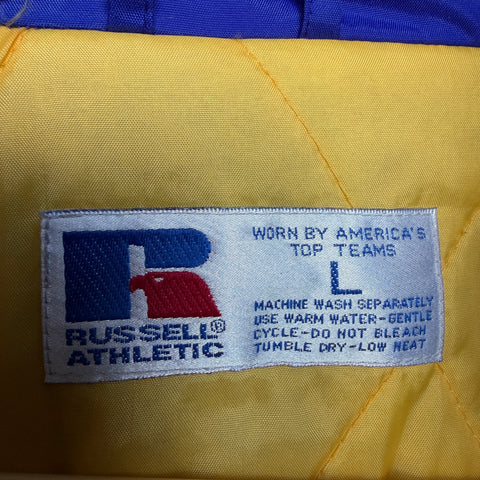 R
RUSSELL®
ATHLETIC
WORN BY AMERICA'S
TOP TEAMS
L
MACHINE WASH SEPARATELY
USE WARM WATER-GENTLE
CYCLE-DO NOT BLEACH
TUMBLE DRY-LOW HEAT